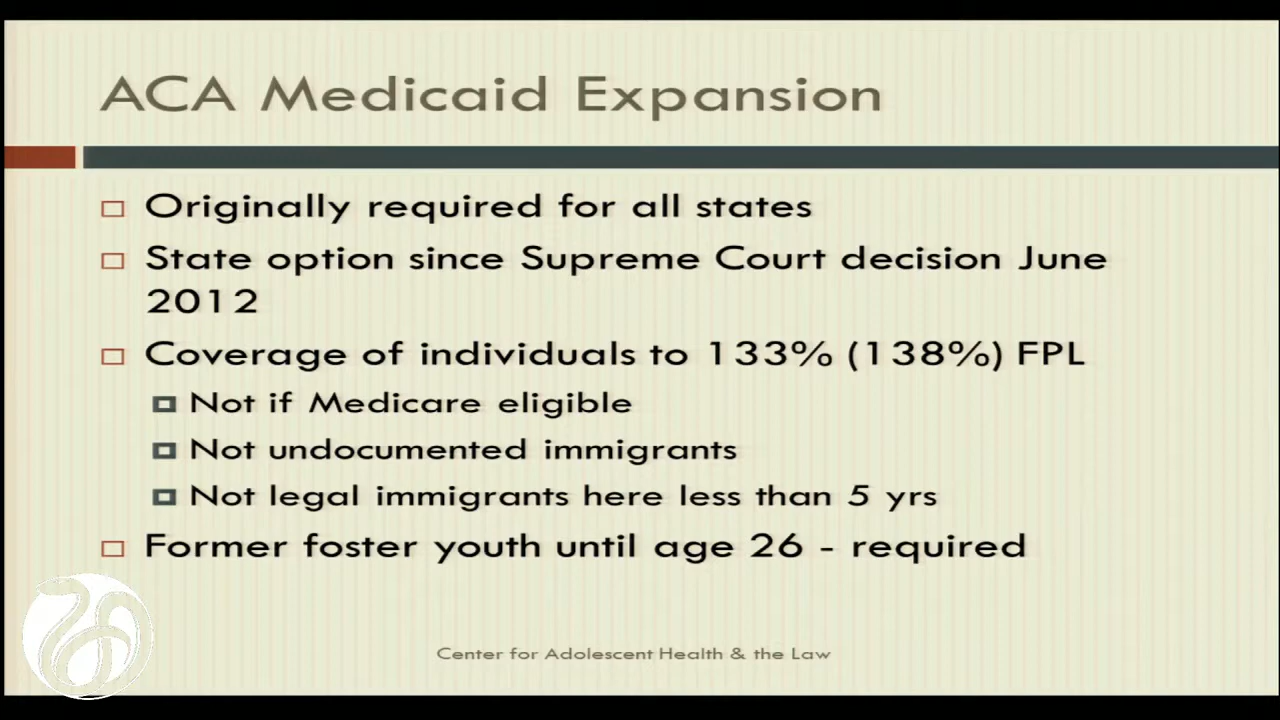 ACA Medicaid Expansion
Originally required for all states
State option since Supreme Court decision June
2012
Coverage of individuals to 133% (138%) FPL
Not if Medicare eligible
Not undocumented immigrants
Not legal immigrants here less than 5 yrs
Former foster youth until age 26 - required
Center for Adolescent Health & the Law